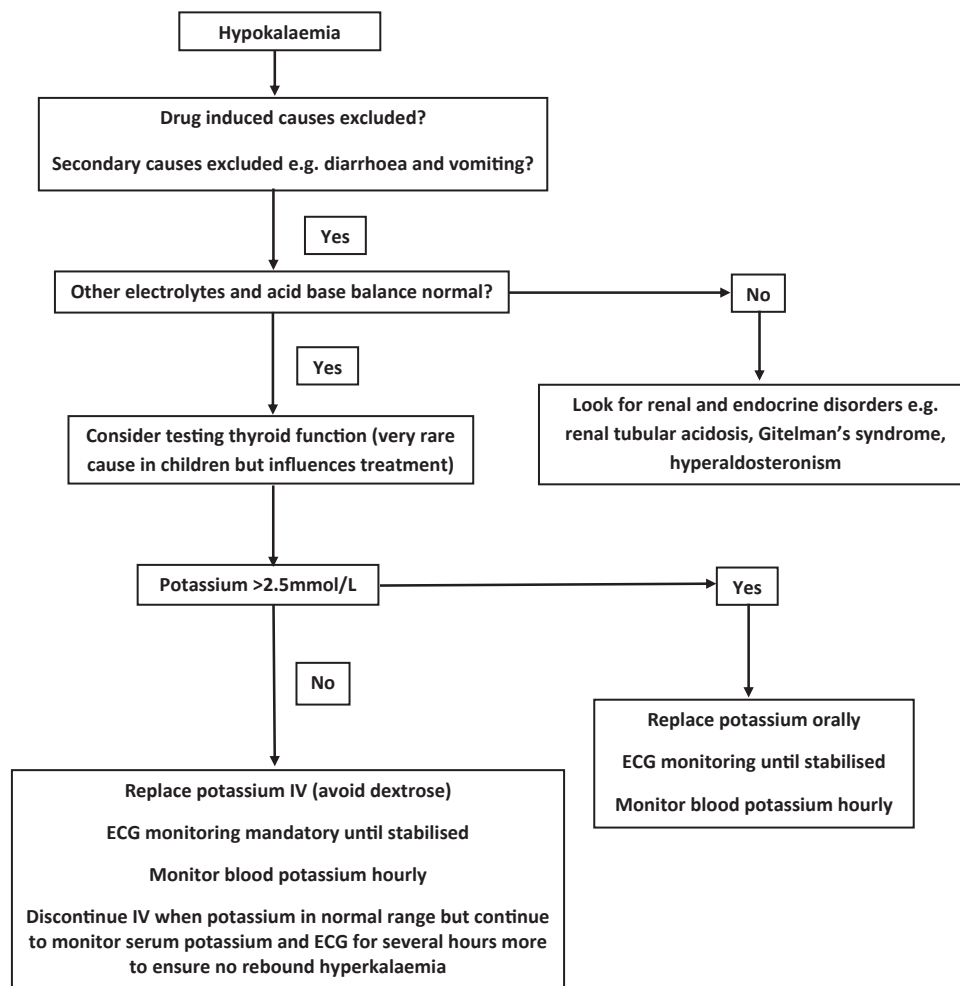 Hypokalaemia
Drug induced causes excluded?
Secondary causes excluded e.g. diarrhoea and vomiting?
Yes
Other electrolytes and acid base balance normal?
No
Yes
Look for renal and endocrine disorders e.g.
renal tubular acidosis, Gitelman’s syndrome,
hyperaldosteronism
Consider testing thyroid function (very rare
cause in children but influences treatment)
Potassium >2.5mmol/L
Yes
No
Replace potassium orally
ECG monitoring until stabilised
Monitor blood potassium hourly
Replace potassium IV (avoid dextrose)
ECG monitoring mandatory until stabilised
Monitor blood potassium hourly
Discontinue IV when potassium in normal range but continue
to monitor serum potassium and ECG for several hours more
to ensure no rebound hyperkalaemia